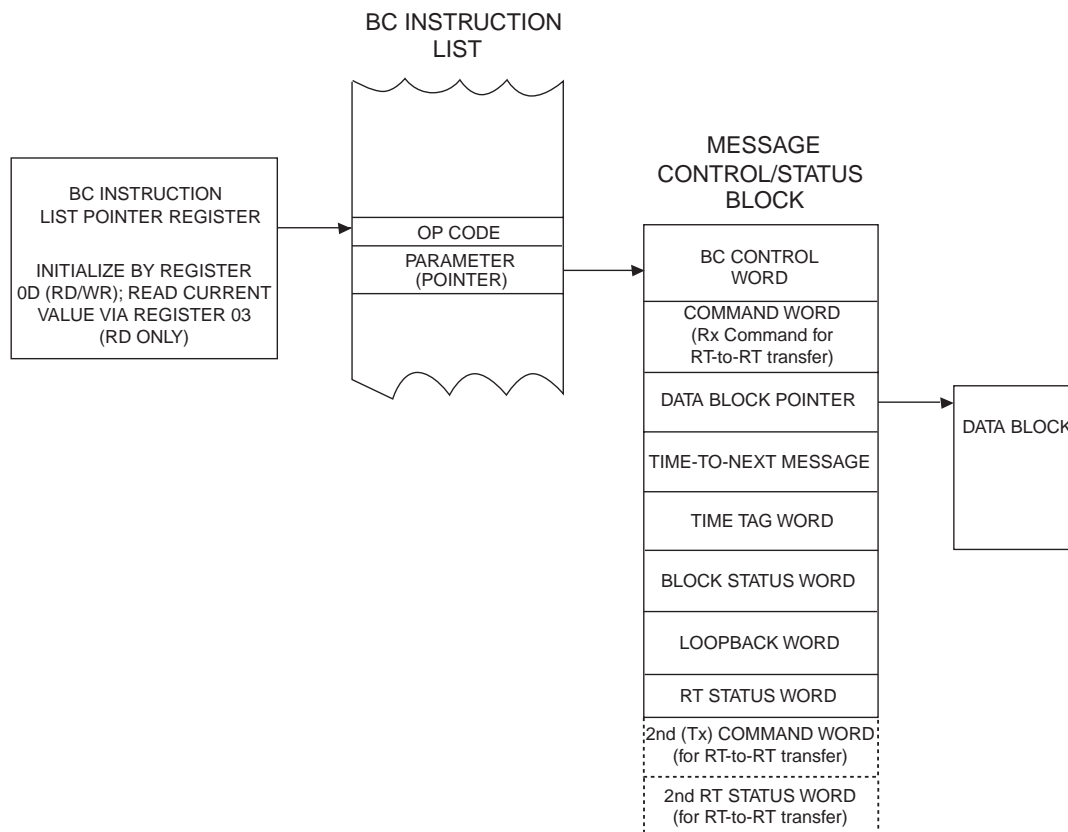 BC INSTRUCTION
LIST
BC INSTRUCTION
LIST POINTER REGISTER
INITIALIZE BY REGISTER
0D (RD/WR); READ CURRENT
VALUE VIA REGISTER 03
(RD ONLY)
OP CODE
PARAMETER
(POINTER)
MESSAGE
CONTROL/STATUS
BLOCK
BC CONTROL
WORD
COMMAND WORD
(Rx Command for
RT-to-RT transfer)
DATA BLOCK POINTER
TIME-TO-NEXT MESSAGE
TIME TAG WORD
BLOCK STATUS WORD
LOOPBACK WORD
RT STATUS WORD
2nd (Tx) COMMAND WORD
(for RT-to-RT transfer)
2nd RT STATUS WORD
(for RT-to-RT transfer)
DATA BLOCK